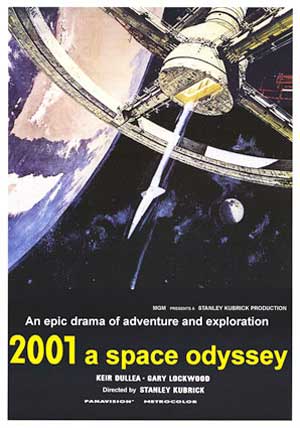 MGM PRESENTS A STANLEY KUBRICK PRODUCTION
An epic drama of adventure and exploration
2001 a space odyssey
KEIR DULLEA · GARY LOCKWOOD
Directed by STANLEY KUBRICK
PANAVISION® METROCOLOR